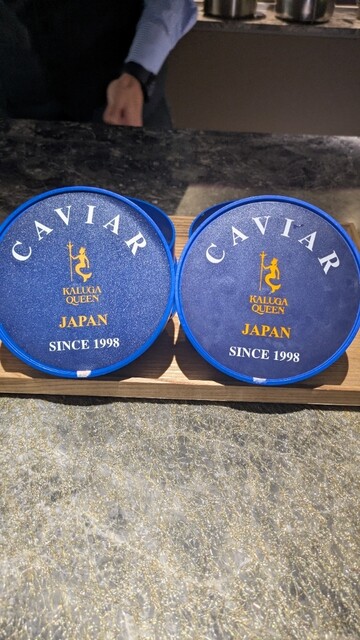 CAVIAR
KALUGA
QUEEN
JAPAN
SINCE 1998
CAVIAR
KALUGA
QUEEN
JAPAN
SINCE 1998